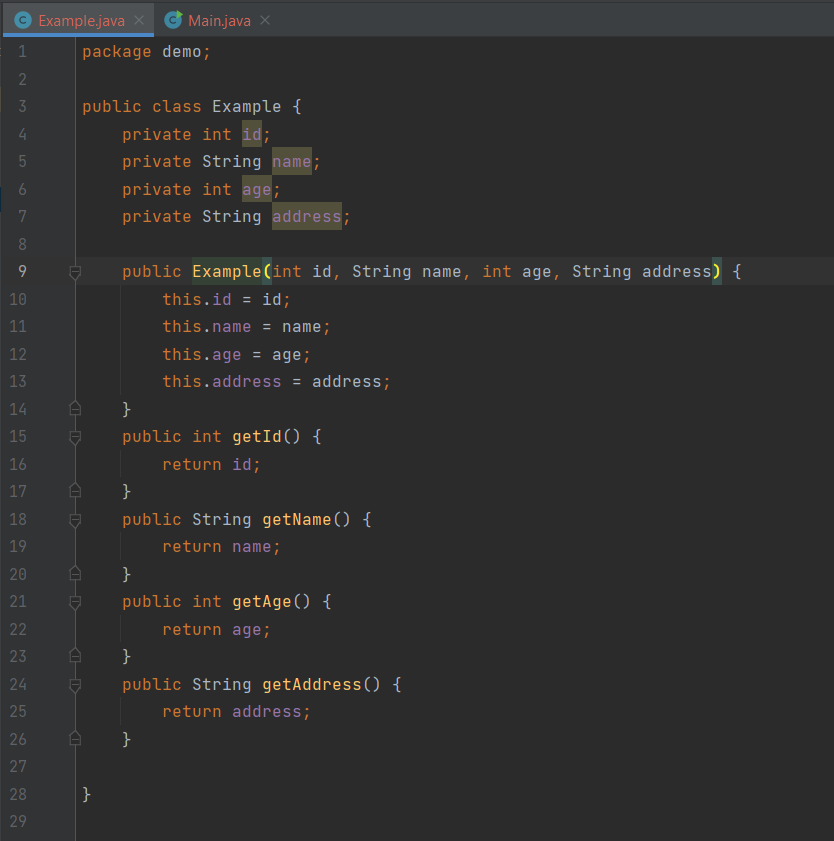 Example.java Main.java
1 package demo;
2
3 public class Example {
4     private int id;
5     private String name;
6     private int age;
7     private String address;
8
9     public Example(int id, String name, int age, String address) {
10         this.id = id;
11         this.name = name;
12         this.age = age;
13         this.address = address;
14     }
15     public int getId() {
16         return id;
17     }
18     public String getName() {
19         return name;
20     }
21     public int getAge() {
22         return age;
23     }
24     public String getAddress() {
25         return address;
26     }
27
28 }
29